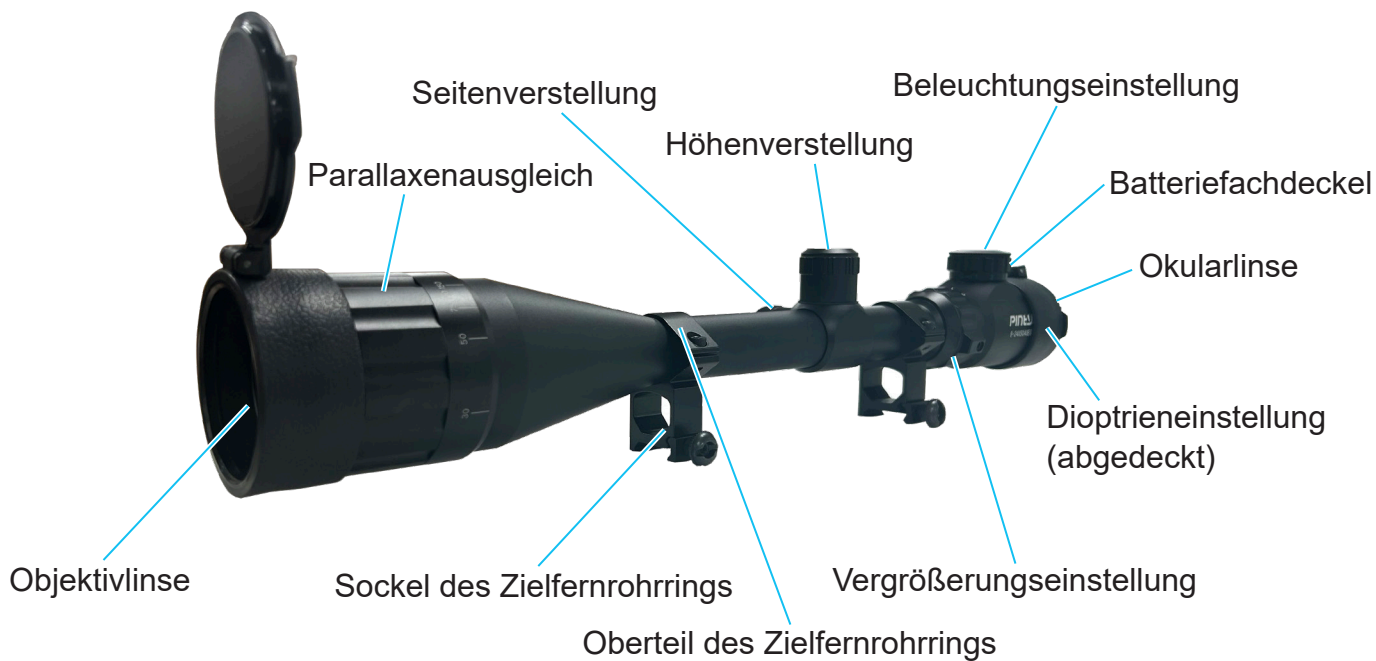 Seitenverstellung
Beleuchtungseinstellung
Höhenverstellung
Parallaxenausgleich
Batteriefachdeckel
Okularlinse
PINTY
50
30
Dioptrieneinstellung
(abgedeckt)
Objektivlinse
Sockel des Zielfernrohrrings
Vergrößerungseinstellung
Oberteil des Zielfernrohrrings